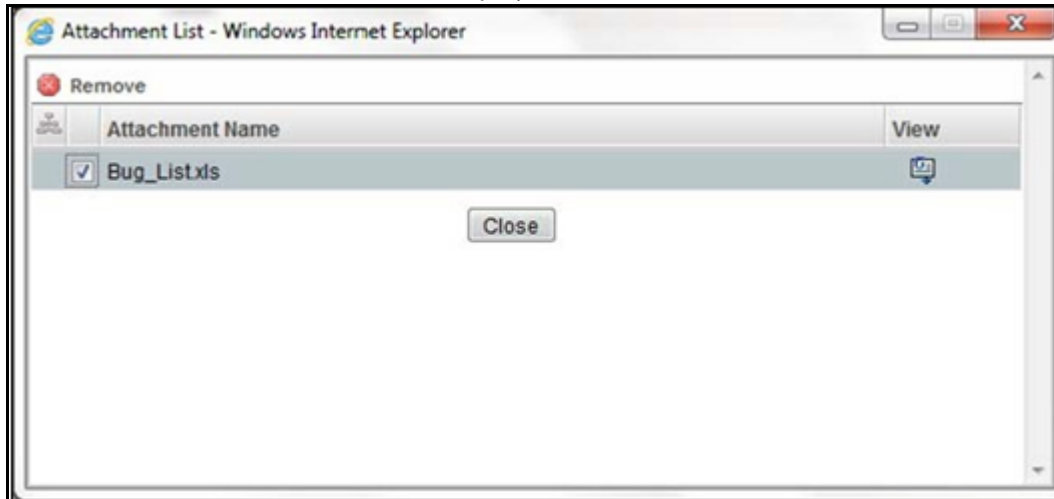 Attachment List - Windows Internet Explorer
Remove
Attachment Name View
Bug_List.xls
Close